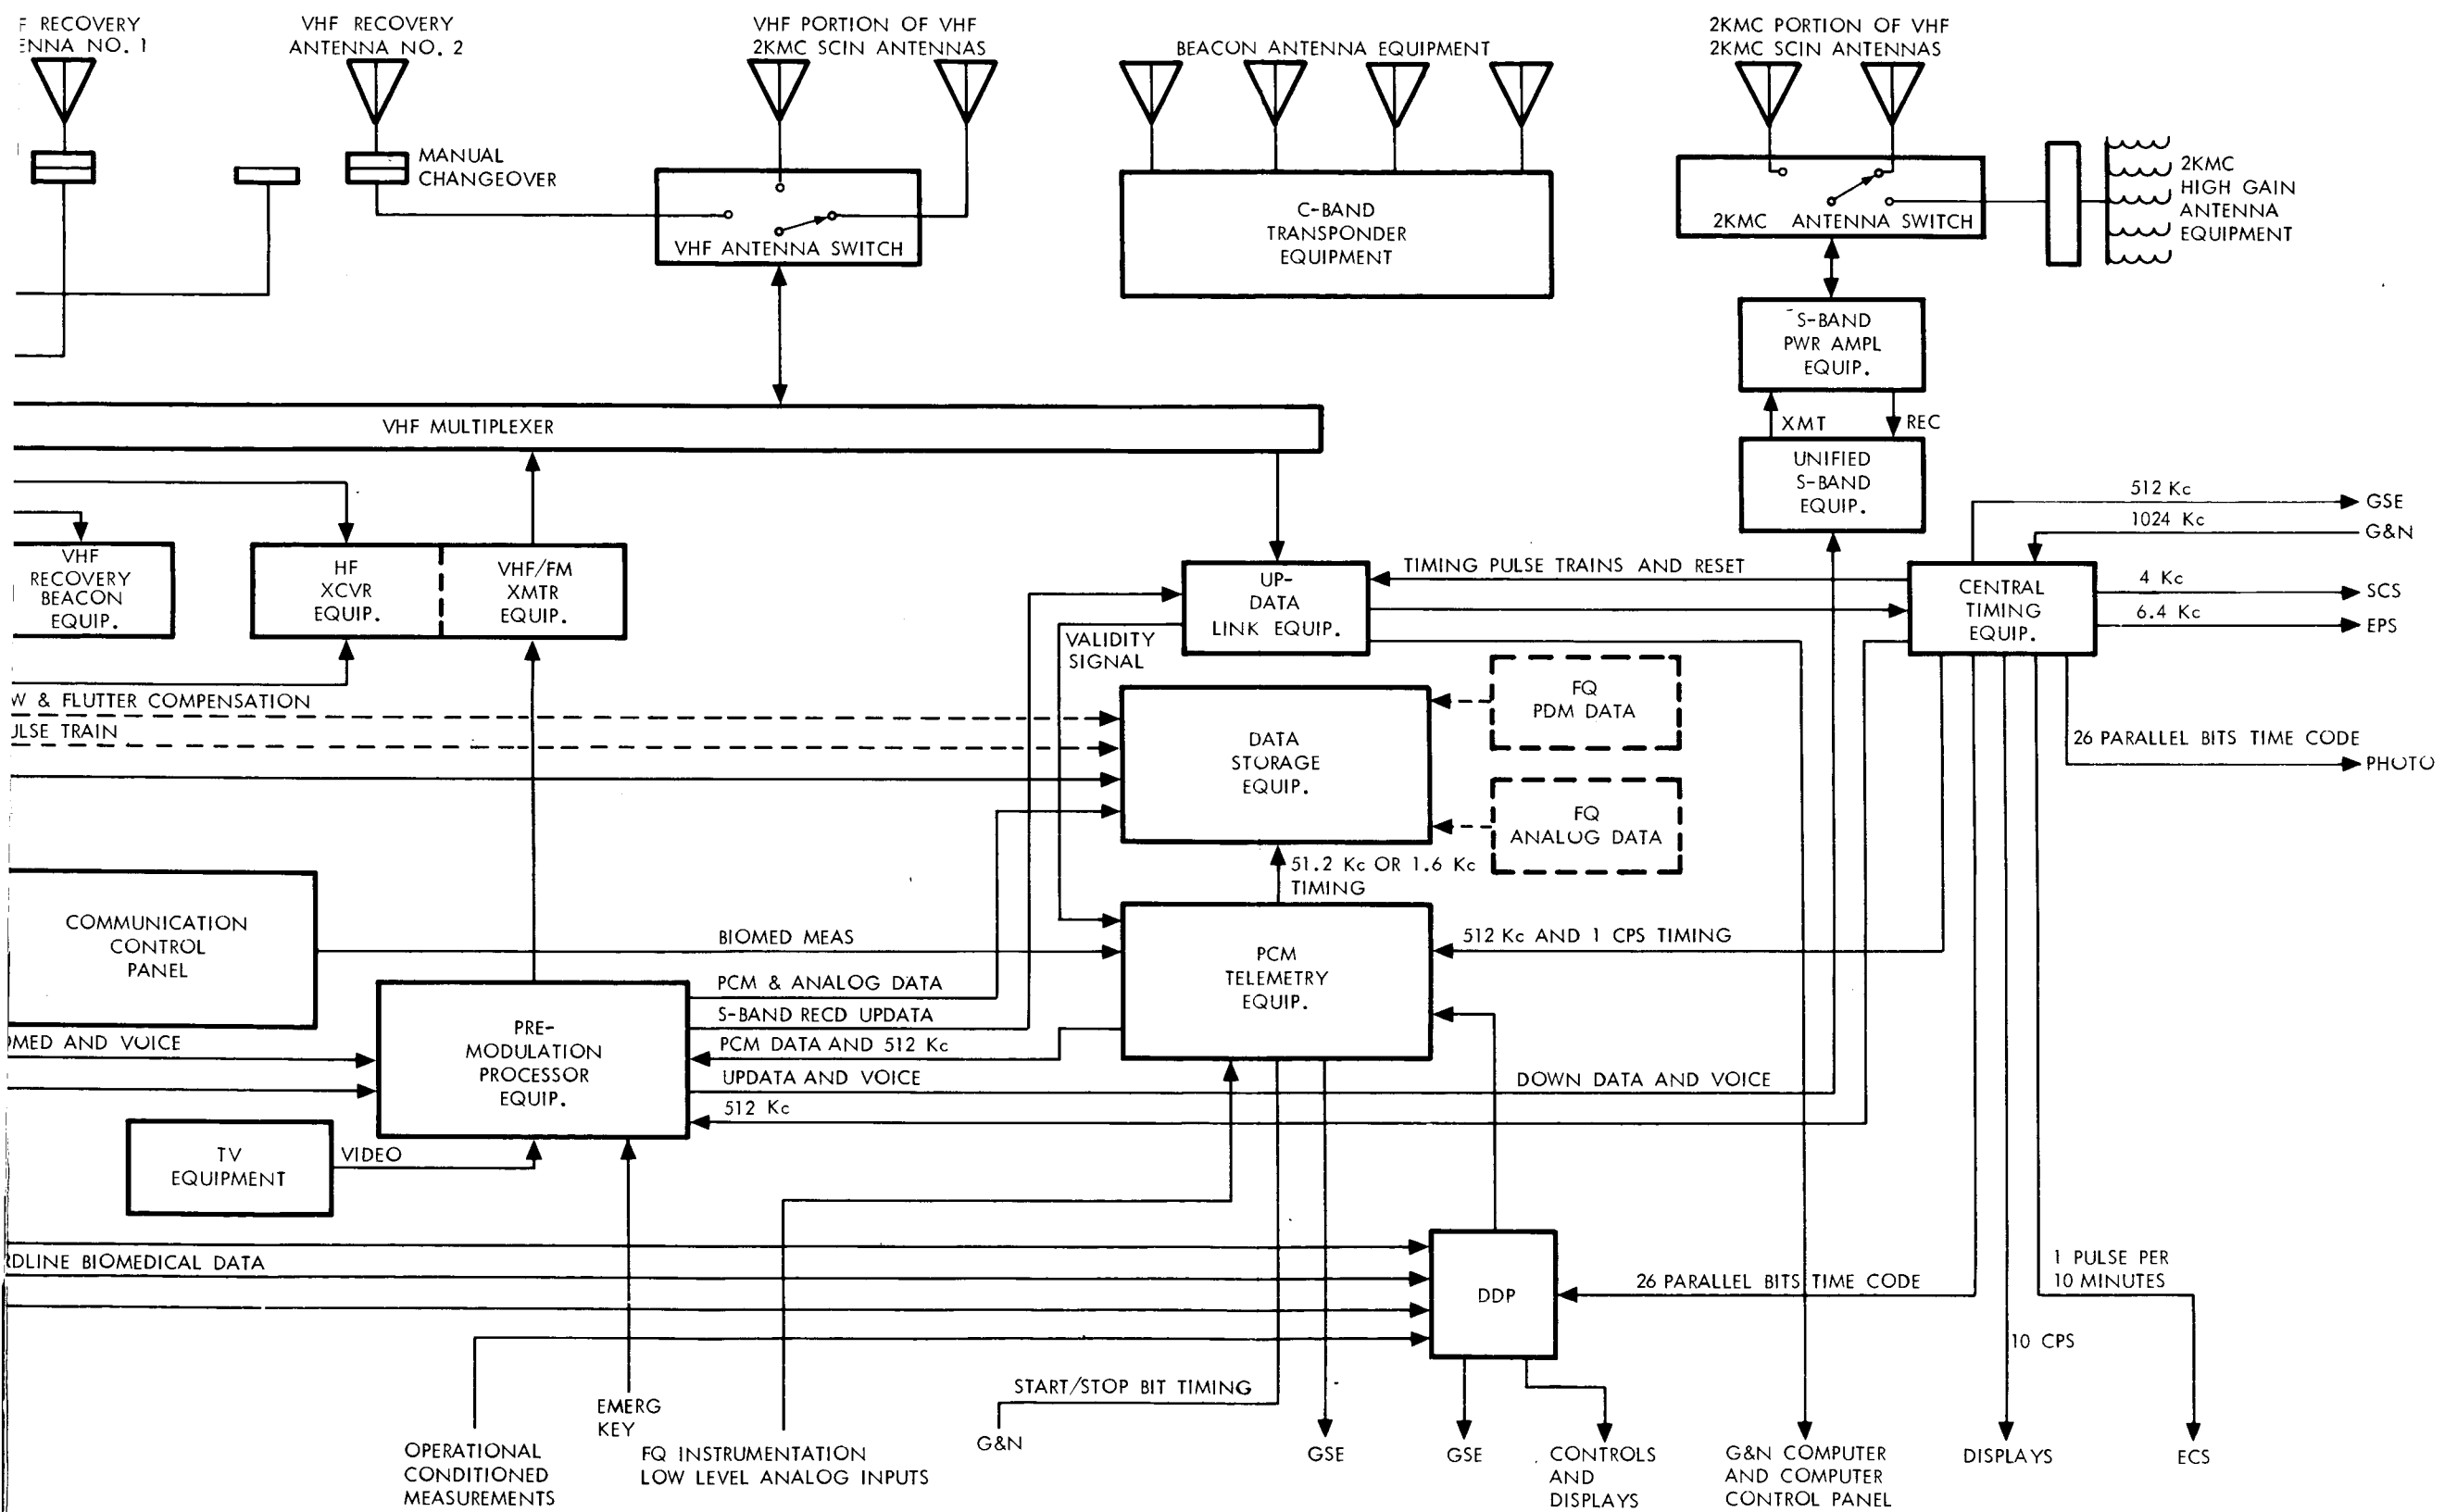 F RECOVERY
ENNA NO. 1
VHF RECOVERY
ANTENNA NO. 2
VHF PORTION OF VHF
2KMC SCIN ANTENNAS
BEACON ANTENNA EQUIPMENT
2KMC PORTION OF VHF
2KMC SCIN ANTENNAS
MANUAL
CHANGEOVER
VHF ANTENNA SWITCH
C-BAND
TRANSPONDER
EQUIPMENT
2KMC ANTENNA SWITCH
2KMC
HIGH GAIN
ANTENNA
EQUIPMENT
S-BAND
PWR AMPL
EQUIP.
XMT
REC
VHF MULTIPLEXER
UNIFIED
S-BAND
EQUIP.
512 Kc
GSE
1024 Kc
G&N
VHF
RECOVERY
BEACON
EQUIP.
HF
XCVR
EQUIP.
VHF/FM
XMTR
EQUIP.
UP-
DATA
LINK EQUIP.
TIMING PULSE TRAINS AND RESET
CENTRAL
TIMING
EQUIP.
4 Kc
SCS
6.4 Kc
EPS
VALIDITY
SIGNAL
W & FLUTTER COMPENSATION
ULSE TRAIN
DATA
STORAGE
EQUIP.
FQ
PDM DATA
FQ
ANALOG DATA
26 PARALLEL BITS TIME CODE
PHOTO
51.2 Kc OR 1.6 Kc
TIMING
COMMUNICATION
CONTROL
PANEL
BIOMED MEAS
PCM
TELEMETRY
EQUIP.
512 Kc AND 1 CPS TIMING
PCM & ANALOG DATA
S-BAND RECD UPDATA
PCM DATA AND 512 Kc
UPDATA AND VOICE
DOWN DATA AND VOICE
512 Kc
OMED AND VOICE
PRE-
MODULATION
PROCESSOR
EQUIP.
TV
EQUIPMENT
VIDEO
RDLINE BIOMEDICAL DATA
DDP
26 PARALLEL BITS TIME CODE
1 PULSE PER
10 MINUTES
10 CPS
START/STOP BIT TIMING
EMERG
KEY
OPERATIONAL
CONDITIONED
MEASUREMENTS
FQ INSTRUMENTATION
LOW LEVEL ANALOG INPUTS
G&N
GSE
GSE
CONTROLS
AND
DISPLAYS
G&N COMPUTER
AND COMPUTER
CONTROL PANEL
DISPLAYS
ECS